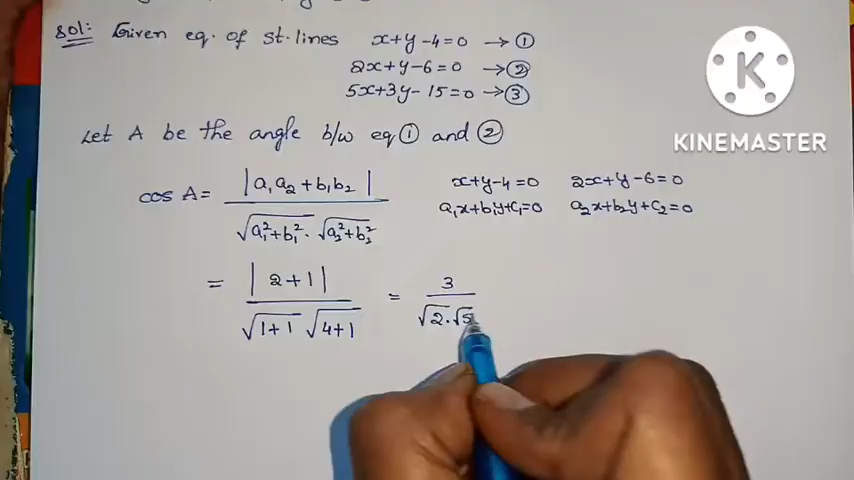 Sol: Given eq. of st. lines x+y-4=0 → ①
2x+y-6=0 → ②
5x+3y-15=0 → ③
Let A be the angle b/w eq ① and ②
cos A = |a₁a₂+b₁b₂| / √(a₁²+b₁²) . √(a₂²+b₂²)
x+y-4=0 2x+y-6=0
a₁x+b₁y+c₁=0 a₂x+b₂y+c₂=0
= |2+1| / √(1+1) √(4+1) = 3 / √2.√5
K
KINEMASTER